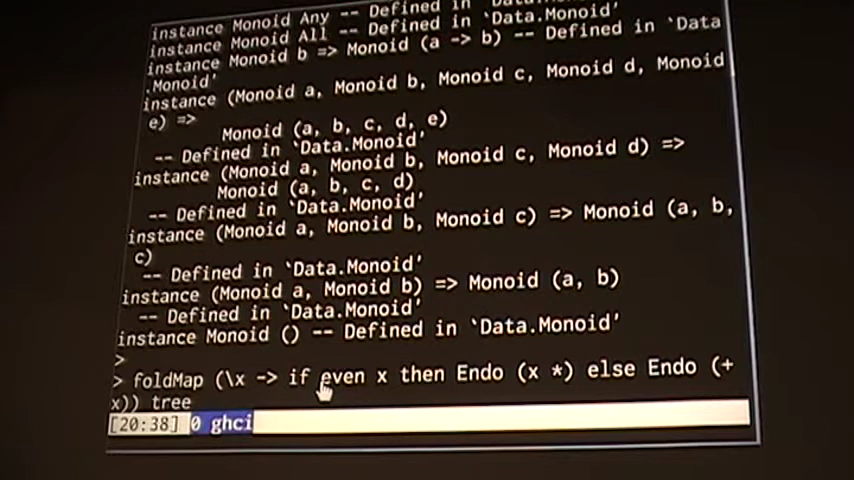 instance Monoid Any -- Defined in `Data.Monoid'
instance Monoid All -- Defined in `Data.Monoid'
instance Monoid b => Monoid (a -> b) -- Defined in `Data
.Monoid'
instance (Monoid a, Monoid b, Monoid c, Monoid d, Monoid
e) =>
Monoid (a, b, c, d, e)
-- Defined in `Data.Monoid'
instance (Monoid a, Monoid b, Monoid c, Monoid d) =>
Monoid (a, b, c, d)
-- Defined in `Data.Monoid'
instance (Monoid a, Monoid b, Monoid c) => Monoid (a, b,
c)
-- Defined in `Data.Monoid'
instance (Monoid a, Monoid b) => Monoid (a, b)
-- Defined in `Data.Monoid'
instance Monoid () -- Defined in `Data.Monoid'
>
> foldMap (\x -> if even x then Endo (x *) else Endo (+
x)) tree
[20:38] 0 ghci